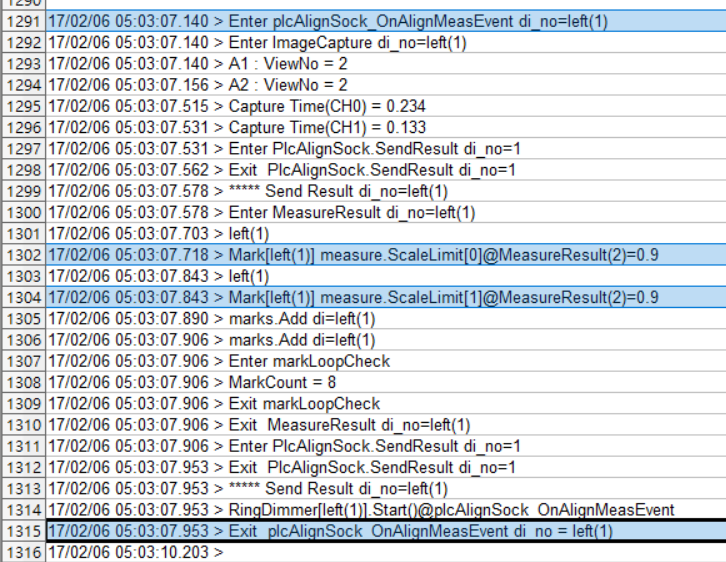 1290
1291 17/02/06 05:03:07.140 > Enter plcAlignSock_OnAlignMeasEvent di_no=left(1)
1292 17/02/06 05:03:07.140 > Enter ImageCapture di_no=left(1)
1293 17/02/06 05:03:07.140 > A1 : ViewNo = 2
1294 17/02/06 05:03:07.156 > A2 : ViewNo = 2
1295 17/02/06 05:03:07.515 > Capture Time(CH0) = 0.234
1296 17/02/06 05:03:07.531 > Capture Time(CH1) = 0.133
1297 17/02/06 05:03:07.531 > Enter PlcAlignSock.SendResult di_no=1
1298 17/02/06 05:03:07.562 > Exit  PlcAlignSock.SendResult di_no=1
1299 17/02/06 05:03:07.578 > ***** Send Result di_no=left(1)
1300 17/02/06 05:03:07.578 > Enter MeasureResult di_no=left(1)
1301 17/02/06 05:03:07.703 > left(1)
1302 17/02/06 05:03:07.718 > Mark[left(1)] measure.ScaleLimit[0]@MeasureResult(2)=0.9
1303 17/02/06 05:03:07.843 > left(1)
1304 17/02/06 05:03:07.843 > Mark[left(1)] measure.ScaleLimit[1]@MeasureResult(2)=0.9
1305 17/02/06 05:03:07.890 > marks.Add di=left(1)
1306 17/02/06 05:03:07.906 > marks.Add di=left(1)
1307 17/02/06 05:03:07.906 > Enter markLoopCheck
1308 17/02/06 05:03:07.906 > MarkCount = 8
1309 17/02/06 05:03:07.906 > Exit markLoopCheck
1310 17/02/06 05:03:07.906 > Exit  MeasureResult di_no=left(1)
1311 17/02/06 05:03:07.906 > Enter PlcAlignSock.SendResult di_no=1
1312 17/02/06 05:03:07.953 > Exit  PlcAlignSock.SendResult di_no=1
1313 17/02/06 05:03:07.953 > ***** Send Result di_no=left(1)
1314 17/02/06 05:03:07.953 > RingDimmer[left(1)].Start()@plcAlignSock_OnAlignMeasEvent
1315 17/02/06 05:03:07.953 > Exit  plcAlignSock_OnAlignMeasEvent di_no = left(1)
1316 17/02/06 05:03:10.203 >